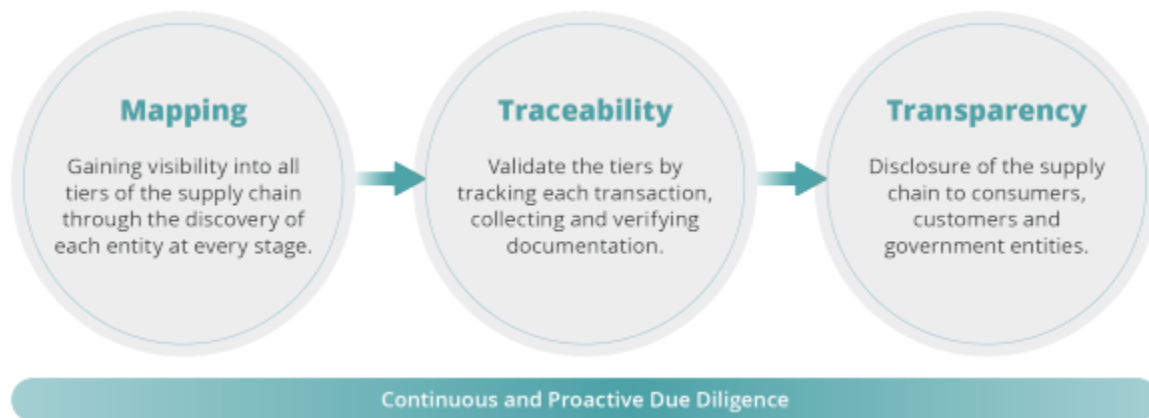 Mapping
Gaining visibility into all
tiers of the supply chain
through the discovery of
each entity at every stage.
Traceability
Validate the tiers by
tracking each transaction,
collecting and verifying
documentation.
Transparency
Disclosure of the supply
chain to consumers,
customers and
government entities.
Continuous and Proactive Due Diligence